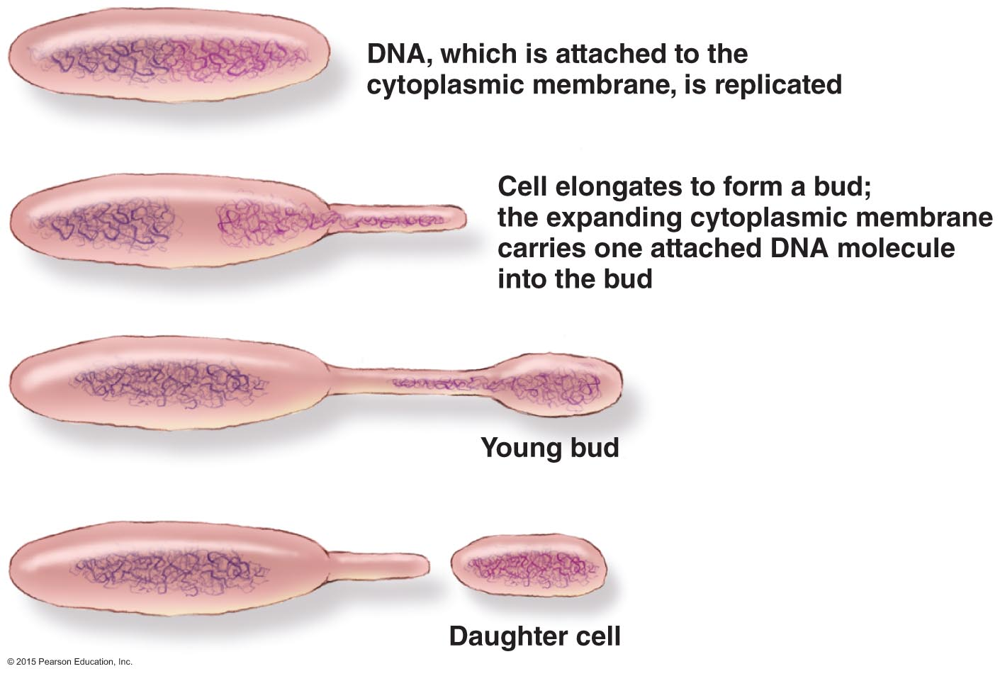 DNA, which is attached to the
cytoplasmic membrane, is replicated
Cell elongates to form a bud;
the expanding cytoplasmic membrane
carries one attached DNA molecule
into the bud
Young bud
Daughter cell
© 2015 Pearson Education, Inc.